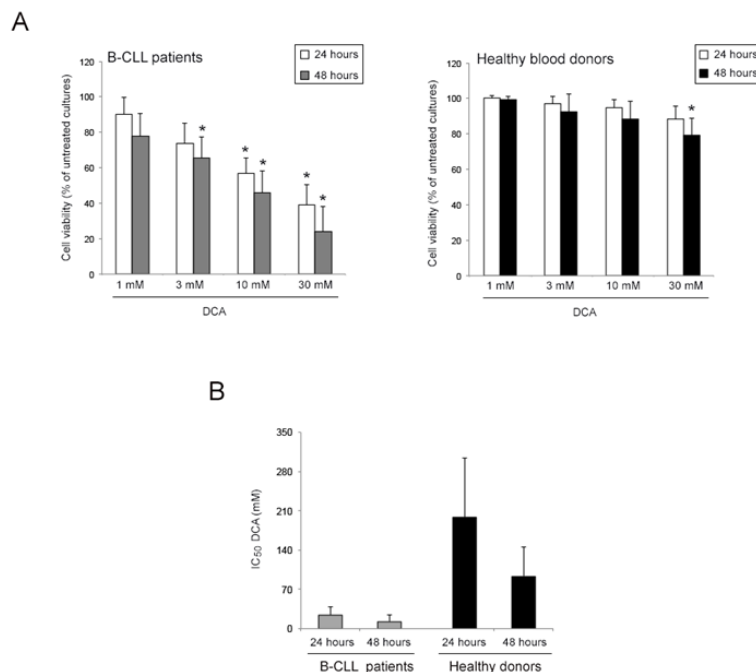 A
B-CLL patients
24 hours
48 hours
Cell viability (% of untreated cultures)
120
100
80
60
40
20
0
*
*
*
*
*
1 mM
3 mM
10 mM
30 mM
DCA
Healthy blood donors
24 hours
48 hours
Cell viability (% of untreated cultures)
120
100
80
60
40
20
0
*
1 mM
3 mM
10 mM
30 mM
DCA
B
IC50 DCA (mM)
350
280
210
140
70
0
24 hours
48 hours
24 hours
48 hours
B-CLL patients
Healthy donors